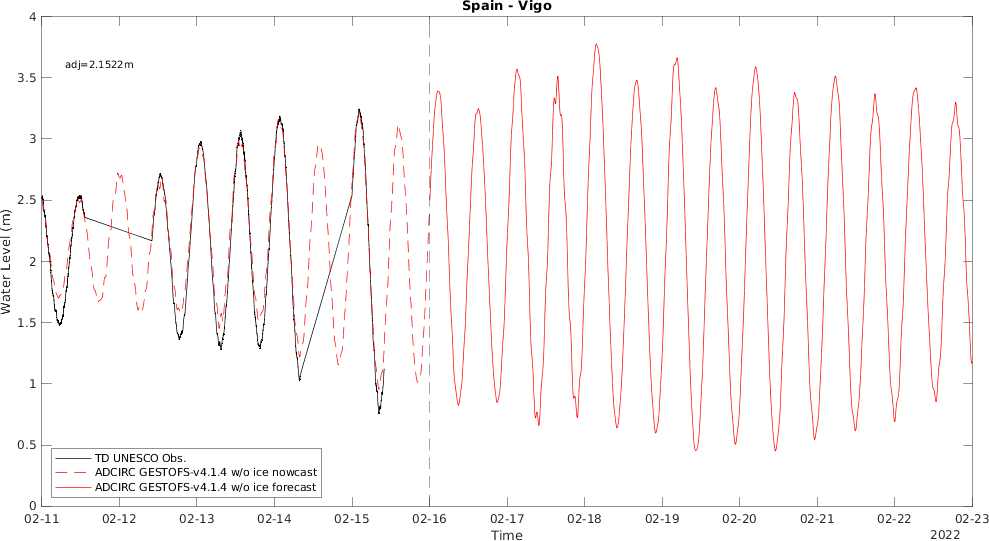 Spain - Vigo
adj=2.1522m
Water Level (m)
4
3.5
3
2.5
2
1.5
1
0.5
0
TD UNESCO Obs.
ADCIRC GESTOFS-v4.1.4 w/o ice nowcast
ADCIRC GESTOFS-v4.1.4 w/o ice forecast
02-11 02-12 02-13 02-14 02-15 02-16 02-17 02-18 02-19 02-20 02-21 02-22 02-23
Time
2022